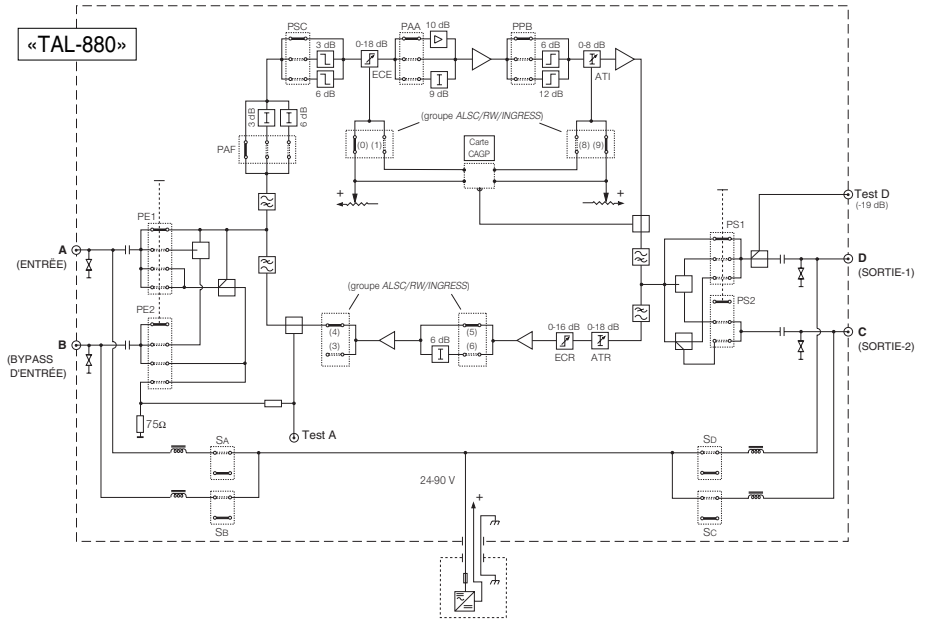 «TAL-880»
PSC
3 dB
6 dB
0-18 dB
ECE
PAA
10 dB
9 dB
PPB
6 dB
12 dB
0-8 dB
ATI
3 dB
6 dB
PAF
(groupe ALSC/RW/INGRESS)
(0) (1)
Carte
CAGP
(8) (9)
+
+
PE1
A
(ENTRÉE)
PE2
B
(BYPASS
D'ENTRÉE)
75Ω
Test A
(groupe ALSC/RW/INGRESS)
(4)
(3)
6 dB
(5)
(6)
0-16 dB
ECR
0-18 dB
ATR
PS1
PS2
Test D
(-19 dB)
D
(SORTIE-1)
C
(SORTIE-2)
SA
SB
SD
SC
24-90 V
+